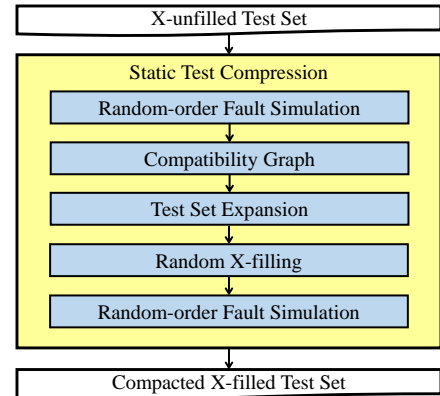 X-unfilled Test Set
Static Test Compression
Random-order Fault Simulation
Compatibility Graph
Test Set Expansion
Random X-filling
Random-order Fault Simulation
Compacted X-filled Test Set